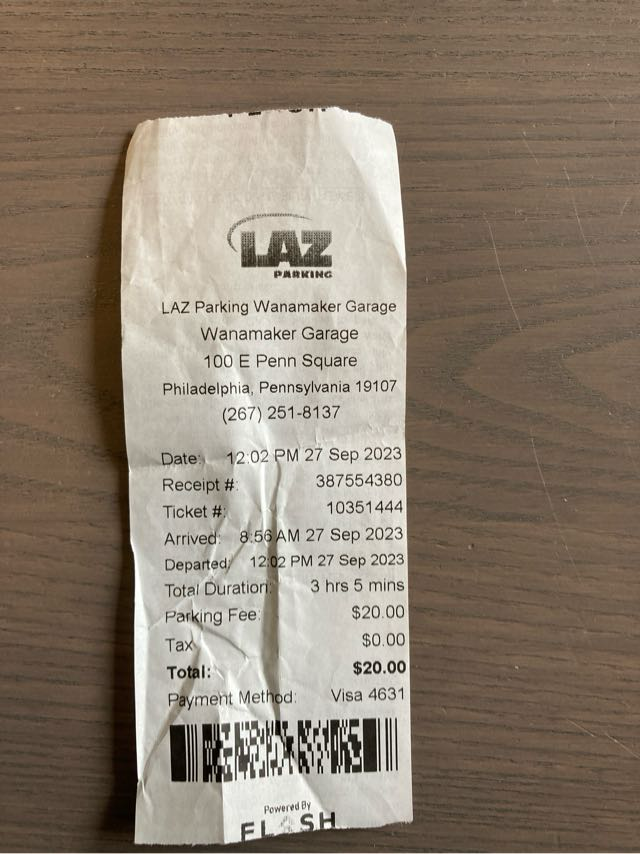 LAZ
PARKING
LAZ Parking Wanamaker Garage
Wanamaker Garage
100 E Penn Square
Philadelphia, Pennsylvania 19107
(267) 251-8137
Date: 12:02 PM 27 Sep 2023
Receipt #: 387554380
Ticket #: 10351444
Arrived: 8:56 AM 27 Sep 2023
Departed: 12:02 PM 27 Sep 2023
Total Duration: 3 hrs 5 mins
Parking Fee: $20.00
Tax $0.00
Total: $20.00
Payment Method: Visa 4631
Powered By
FLASH